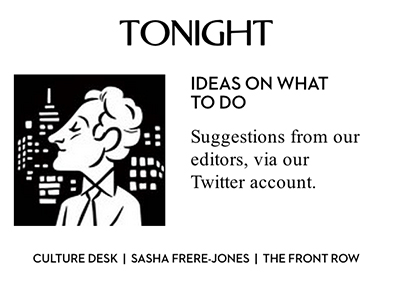 TONIGHT
IDEAS ON WHAT
TO DO
Suggestions from our
editors, via our
Twitter account.
CULTURE DESK | SASHA FRERE-JONES | THE FRONT ROW